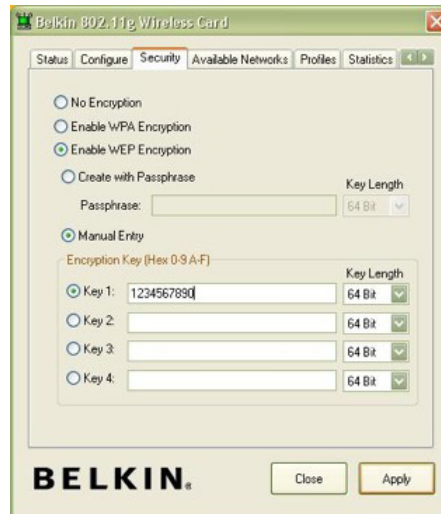 Belkin 802.11g Wireless Card
Status Configure Security Available Networks Profiles Statistics
No Encryption
Enable WPA Encryption
Enable WEP Encryption
Create with Passphrase
Key Length
Passphrase: 64 Bit
Manual Entry
Encryption Key (Hex 0-9 A-F)
Key Length
Key 1: 1234567890 64 Bit
Key 2: 64 Bit
Key 3: 64 Bit
Key 4: 64 Bit
BELKIN. Close Apply